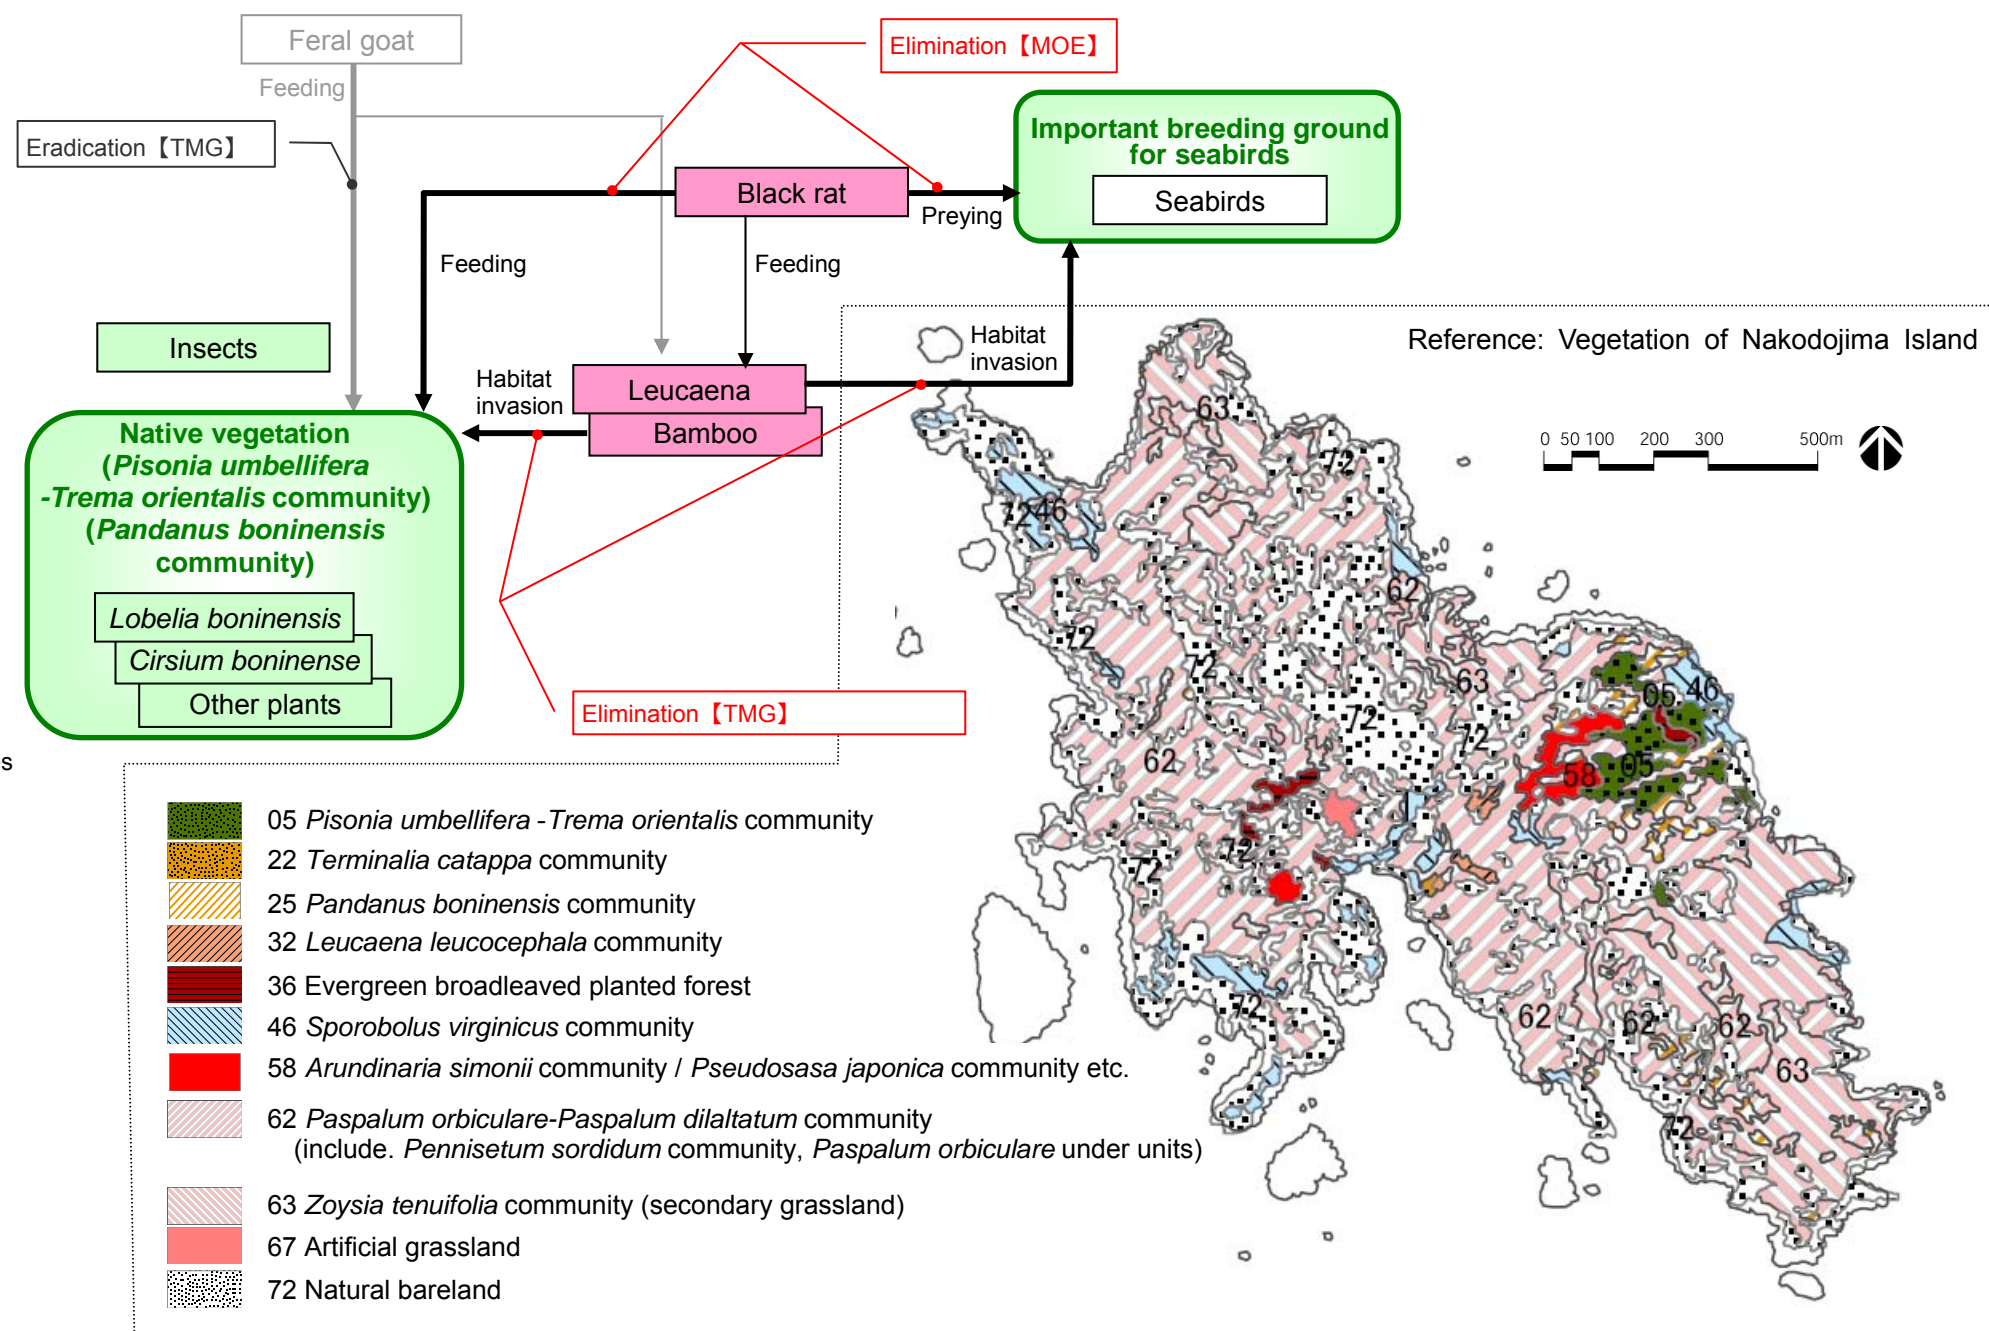 Feral goat
Feeding
Elimination【MOE】
Eradication【TMG】
Important breeding ground
for seabirds
Seabirds
Black rat
Preying
Feeding
Feeding
Insects
Habitat
invasion
Reference: Vegetation of Nakodojima Island
Habitat
invasion
Leucaena
Bamboo
0 50 100 200 300 500m
Native vegetation
(Pisonia umbellifera
-Trema orientalis community)
(Pandanus boninensis
community)
Lobelia boninensis
Cirsium boninense
Other plants
Elimination【TMG】
63
72
72
46
62
72
72
63
05
46
72
72
62
05
58
72
72
72
62
62
62
63
72
05 Pisonia umbellifera -Trema orientalis community
22 Terminalia catappa community
25 Pandanus boninensis community
32 Leucaena leucocephala community
36 Evergreen broadleaved planted forest
46 Sporobolus virginicus community
58 Arundinaria simonii community / Pseudosasa japonica community etc.
62 Paspalum orbiculare-Paspalum dilaltatum community
(include. Pennisetum sordidum community, Paspalum orbiculare under units)
63 Zoysia tenuifolia community (secondary grassland)
67 Artificial grassland
72 Natural bareland